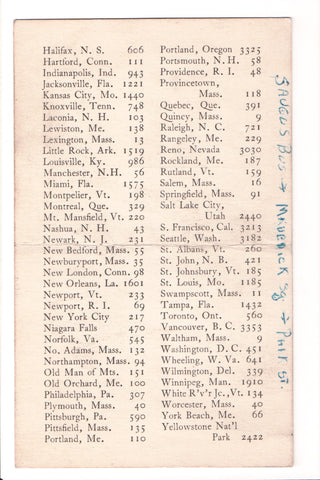 Halifax, N. S. 606
Hartford, Conn. 111
Indianapolis, Ind. 943
Jacksonville, Fla. 1221
Kansas City, Mo. 1440
Knoxville, Tenn. 748
Laconia, N. H. 103
Lewiston, Me. 138
Lexington, Mass. 13
Little Rock, Ark. 1519
Louisville, Ky. 986
Manchester, N.H. 56
Miami, Fla. 1575
Montpelier, Vt. 198
Montreal, Que. 329
Mt. Mansfield, Vt. 220
Nashua, N. H. 43
Newark, N. J. 231
New Bedford, Mass. 55
Newburyport, Mass. 35
New London, Conn. 98
New Orleans, La. 1601
Newport, Vt. 233
Newport, R. I. 69
New York City 217
Niagara Falls 470
Norfolk, Va. 545
No. Adams, Mass. 132
Northampton, Mass. 94
Old Man of Mts. 151
Old Orchard, Me. 100
Philadelphia, Pa. 307
Plymouth, Mass. 40
Pittsburgh, Pa. 590
Pittsfield, Mass. 135
Portland, Me. 110
Portland, Oregon 3325
Portsmouth, N. H. 58
Providence, R. I. 48
Provincetown,
Mass. 118
Quebec, Que. 391
Quincy, Mass. 9
Raleigh, N. C. 721
Rangeley, Me. 229
Reno, Nevada 3030
Rockland, Me. 187
Rutland, Vt. 159
Salem, Mass. 16
Springfield, Mass. 91
Salt Lake City,
Utah 2440
S. Francisco, Cal. 3213
Seattle, Wash. 3182
St. Albans, Vt. 260
St. John, N. B. 421
St. Johnsbury, Vt. 185
St. Louis, Mo. 1185
Swampscott, Mass. 11
Tampa, Fla. 1432
Toronto, Ont. 560
Vancouver, B. C. 3353
Waltham, Mass. 9
Washington, D. C. 451
Wheeling, W. Va. 641
Wilmington, Del. 339
Winnipeg, Man. 1910
White R'v'r Jc., Vt. 134
Worcester, Mass. 40
York Beach, Me. 66
Yellowstone Nat'l
Park 2422
SAUGUS BUS → MAVERICK Sq. → PARK ST.